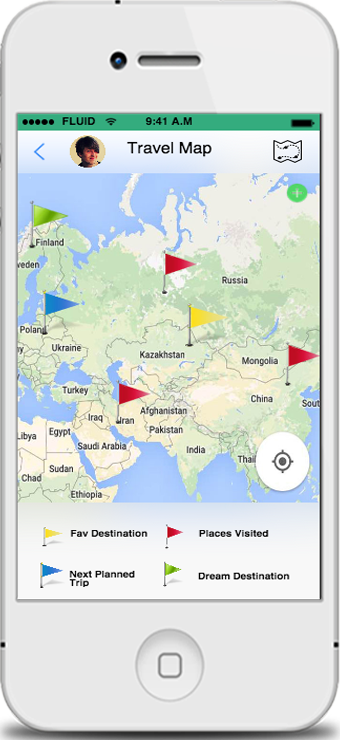 FLUID 9:41 A.M
Travel Map
Finland
weden
Russia
Poland
Ukraine
Kazakhstan
Mongolia
Turkey
China
Iraq
Iran
Afghanistan
Sout
Libya
Egypt
Pakistan
Saudi Arabia
India
Thail
Chad
Sudan
Ethiopia
Fav Destination
Places Visited
Next Planned
Trip
Dream Destination